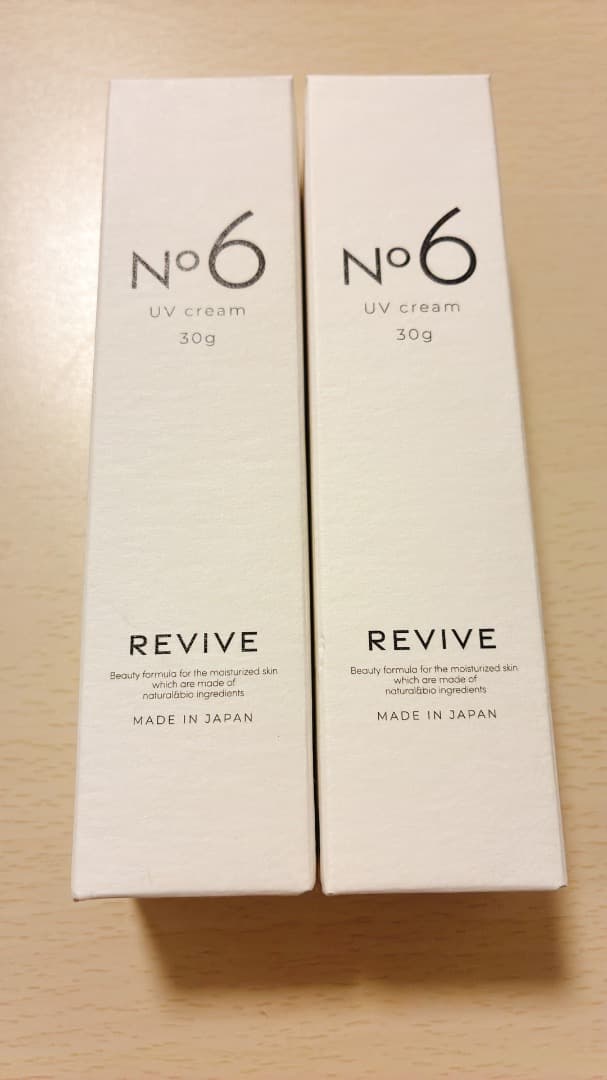 No6
UV cream
30g
REVIVE
Beauty formula for the moisturized skin
which are made of
natural&bio ingredients
MADE IN JAPAN
No6
UV cream
30g
REVIVE
Beauty formula for the moisturized skin
which are made of
natural&bio ingredients
MADE IN JAPAN